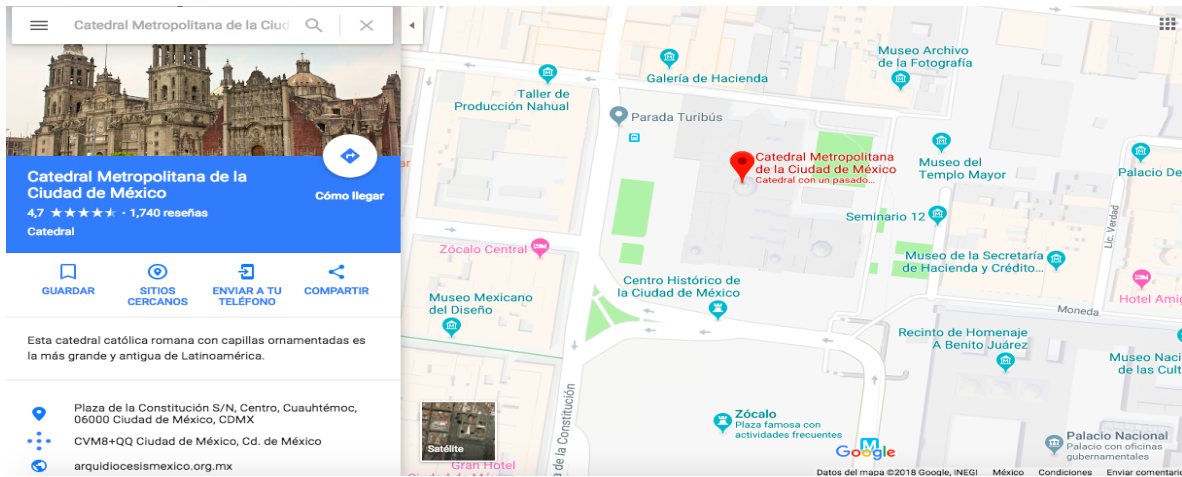 Catedral Metropolitana de la Ciud
Catedral Metropolitana de la
Ciudad de México
4,7 ★★★★⯨ · 1,740 reseñas
Catedral
Cómo llegar
GUARDAR
SITIOS
CERCANOS
ENVIAR A TU
TELÉFONO
COMPARTIR
Esta catedral católica romana con capillas ornamentadas es
la más grande y antigua de Latinoamérica.
Plaza de la Constitución S/N, Centro, Cuauhtémoc,
06000 Ciudad de México, CDMX
CVM8+QQ Ciudad de México, Cd. de México
arquidiocesismexico.org.mx
Museo Archivo
de la Fotografía
Galería de Hacienda
Taller de
Producción Nahual
Parada Turibús
Catedral Metropolitana
de la Ciudad de México
Catedral con un pasado...
Museo del
Templo Mayor
Palacio De
ar
Seminario 12
Lic. Verdad
Zócalo Central
Museo de la Secretaría
de Hacienda y Crédito...
Centro Histórico de
la Ciudad de México
Hotel Amig
Museo Mexicano
del Diseño
Moneda
Recinto de Homenaje
A Benito Juárez
Museo Naci
de las Cult
a de la Constitución
Zócalo
Plaza famosa con
actividades frecuentes
Satélite
Gran Hotel
Ciudad de Méx
M
Google
Palacio Nacional
Palacio con oficinas
gubernamentales
Datos del mapa ©2018 Google, INEGI México Condiciones Enviar comentario